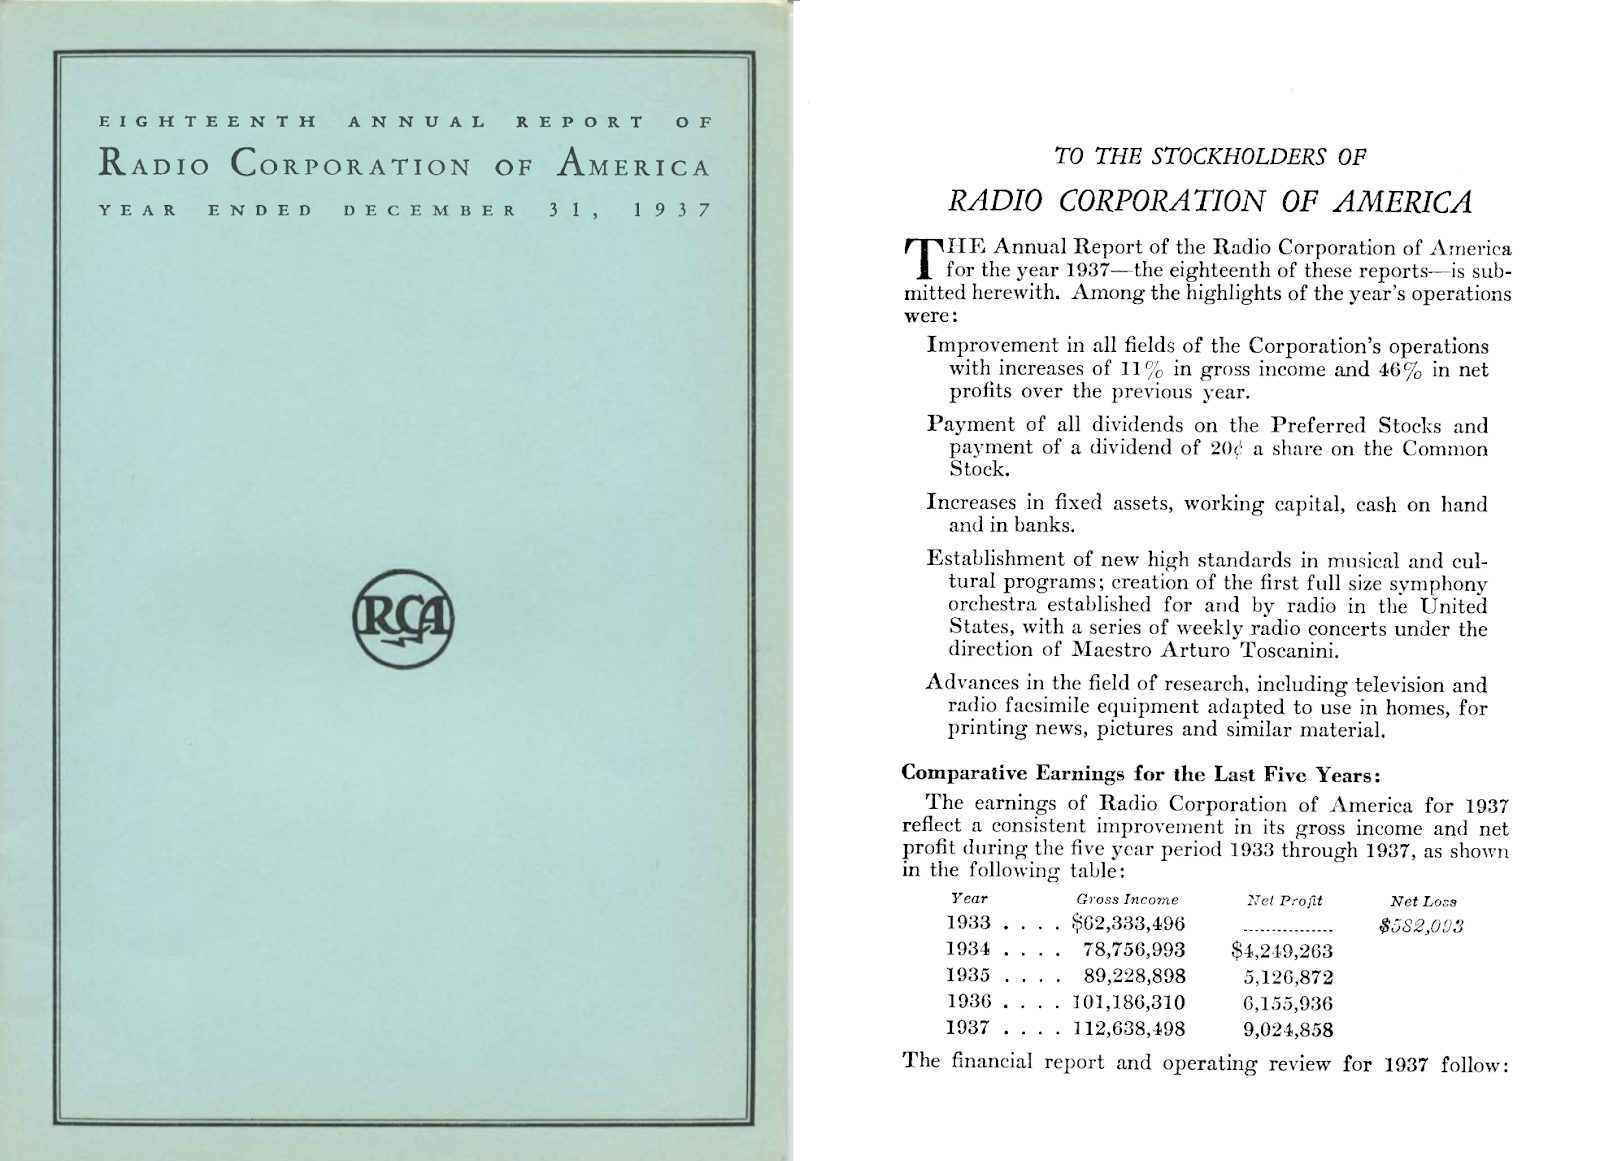 EIGHTEENTH ANNUAL REPORT OF
RADIO CORPORATION OF AMERICA
YEAR ENDED DECEMBER 31, 1937
RCA
TO THE STOCKHOLDERS OF
RADIO CORPORATION OF AMERICA
THE Annual Report of the Radio Corporation of America
for the year 1937—the eighteenth of these reports—is sub-
mitted herewith. Among the highlights of the year's operations
were:
Improvement in all fields of the Corporation's operations
with increases of 11% in gross income and 46% in net
profits over the previous year.
Payment of all dividends on the Preferred Stocks and
payment of a dividend of 20¢ a share on the Common
Stock.
Increases in fixed assets, working capital, cash on hand
and in banks.
Establishment of new high standards in musical and cul-
tural programs; creation of the first full size symphony
orchestra established for and by radio in the United
States, with a series of weekly radio concerts under the
direction of Maestro Arturo Toscanini.
Advances in the field of research, including television and
radio facsimile equipment adapted to use in homes, for
printing news, pictures and similar material.
Comparative Earnings for the Last Five Years:
The earnings of Radio Corporation of America for 1937
reflect a consistent improvement in its gross income and net
profit during the five year period 1933 through 1937, as shown
in the following table:
Year Gross Income Net Profit Net Loss
1933 . . . . $62,333,496 ................ $582,093
1934 . . . . 78,756,993 $4,249,263
1935 . . . . 89,228,898 5,126,872
1936 . . . . 101,186,310 6,155,936
1937 . . . . 112,638,498 9,024,858
The financial report and operating review for 1937 follow: